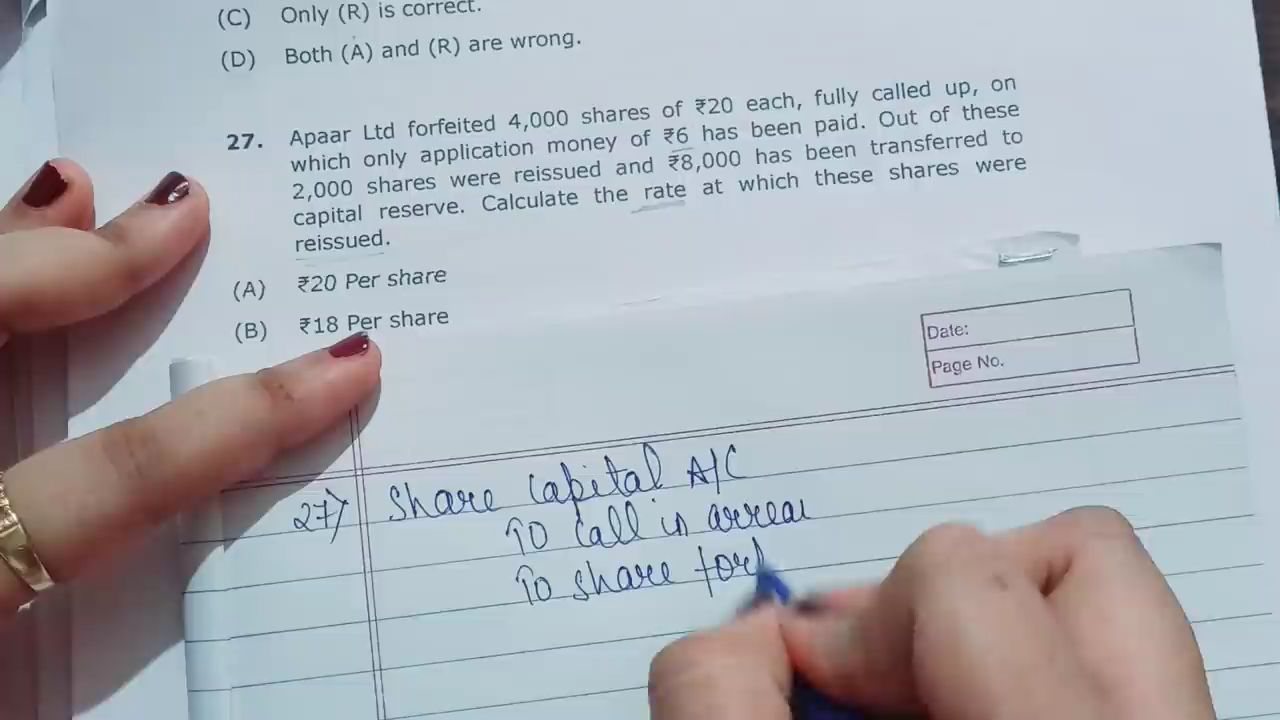 (C) Only (R) is correct.
(D) Both (A) and (R) are wrong.
27. Apaar Ltd forfeited 4,000 shares of ₹20 each, fully called up, on
which only application money of ₹6 has been paid. Out of these
2,000 shares were reissued and ₹8,000 has been transferred to
capital reserve. Calculate the rate at which these shares were
reissued.
(A) ₹20 Per share
(B) ₹18 Per share
Date:
Page No.
27) Share Capital A/C
To Call in arrear
To share forf